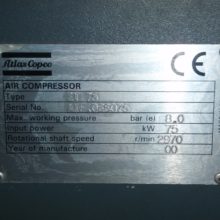 Atlas Copco
CE
AIR COMPRESSOR
Type
Serial No.
Max. working pressure bar (e) 8.0
Input power kW 75
Rotational shaft speed r/min 2970
Year of manufacture 00